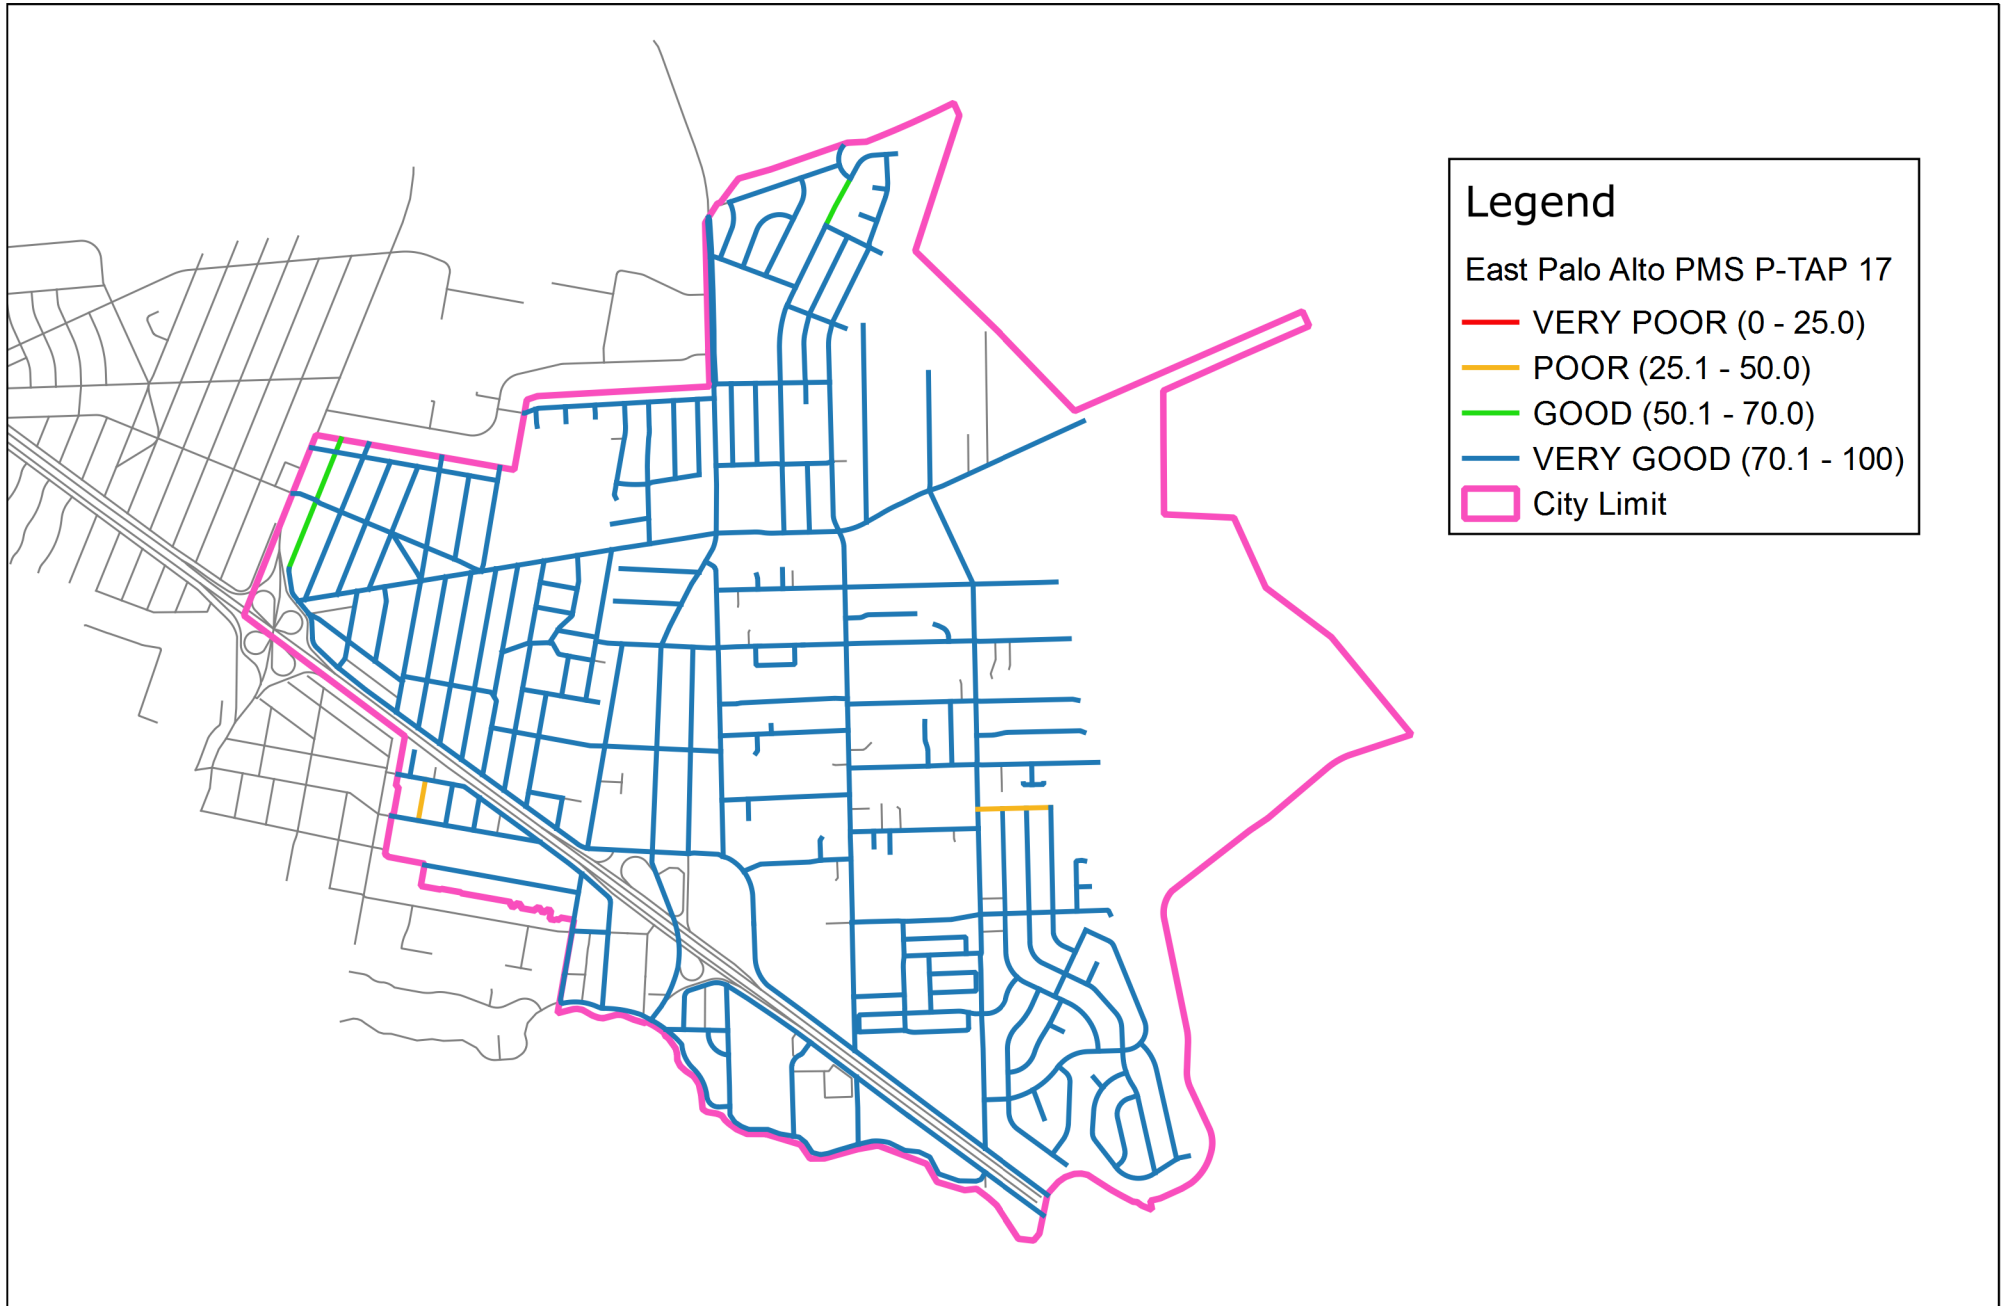 Legend
East Palo Alto PMS P-TAP 17
VERY POOR (0 - 25.0)
POOR (25.1 - 50.0)
GOOD (50.1 - 70.0)
VERY GOOD (70.1 - 100)
City Limit